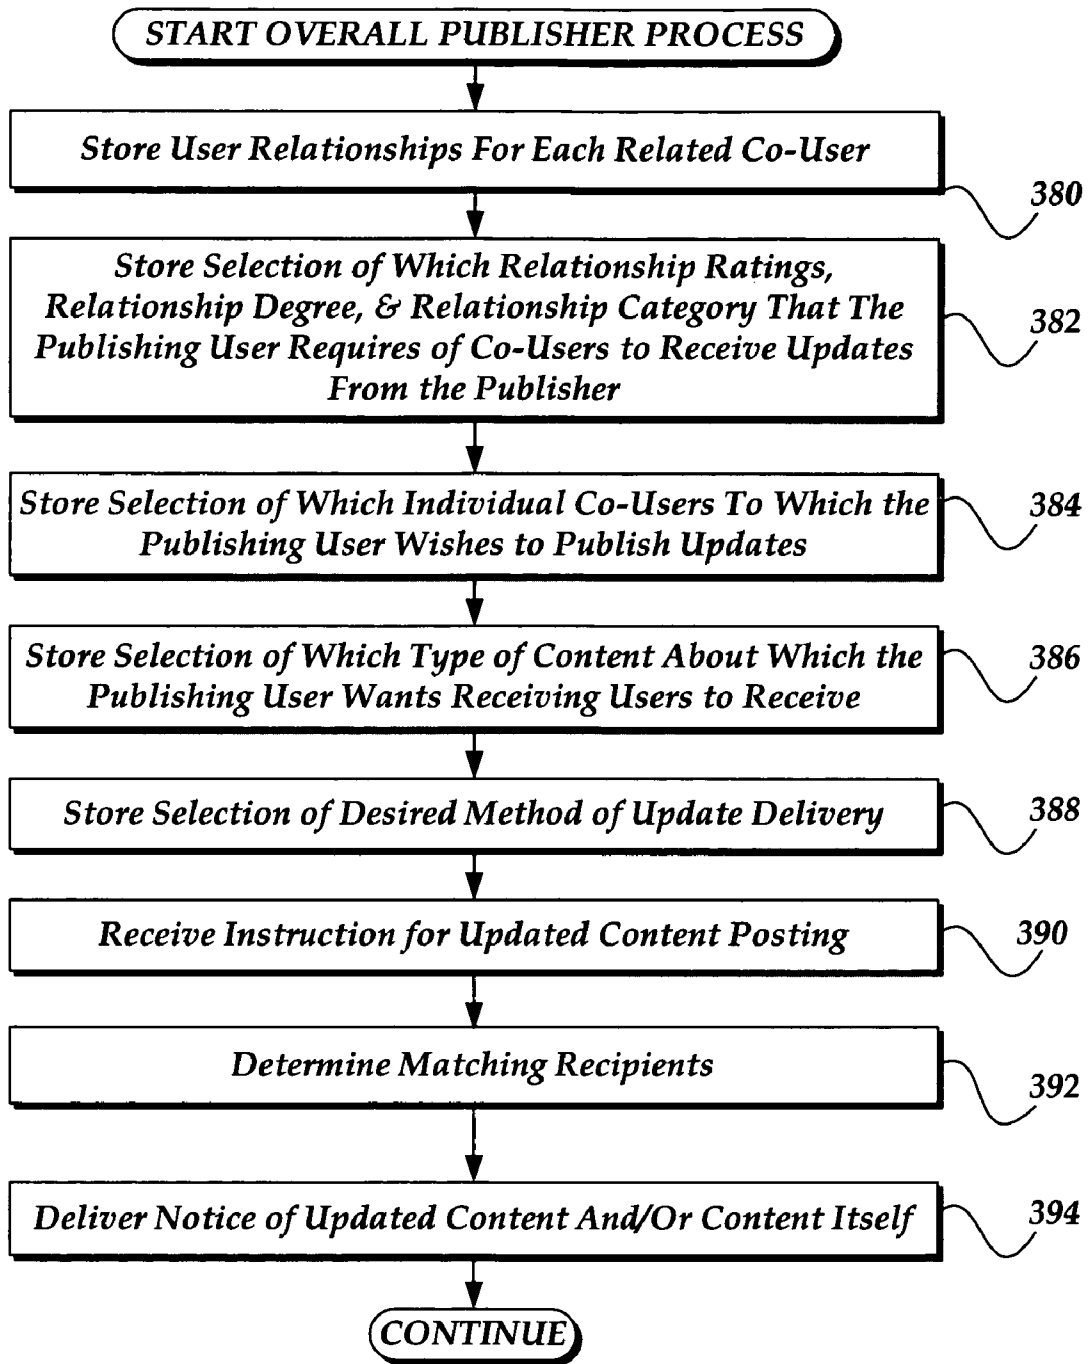 START OVERALL PUBLISHER PROCESS
Store User Relationships For Each Related Co-User
380
Store Selection of Which Relationship Ratings,
Relationship Degree, & Relationship Category That The
Publishing User Requires of Co-Users to Receive Updates
From the Publisher
382
Store Selection of Which Individual Co-Users To Which the
Publishing User Wishes to Publish Updates
384
Store Selection of Which Type of Content About Which the
Publishing User Wants Receiving Users to Receive
386
Store Selection of Desired Method of Update Delivery
388
Receive Instruction for Updated Content Posting
390
Determine Matching Recipients
392
Deliver Notice of Updated Content And/Or Content Itself
394
CONTINUE